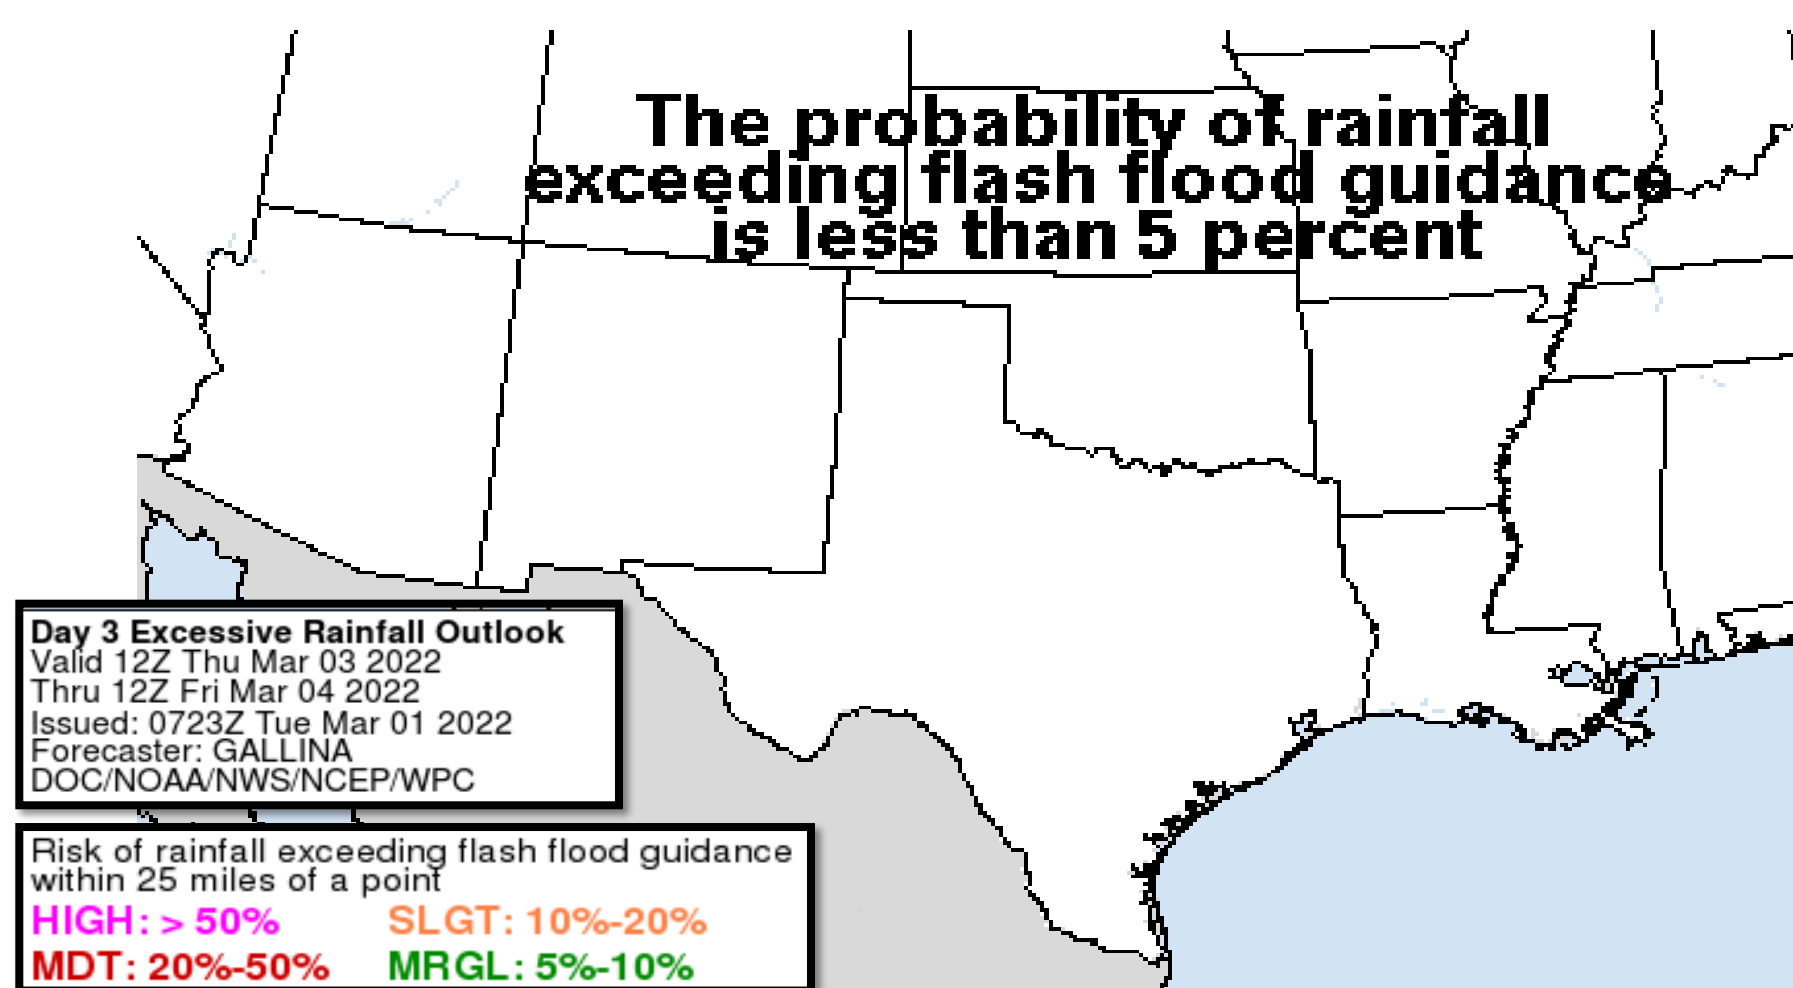 The probability of rainfall
exceeding flash flood guidance
is less than 5 percent
Day 3 Excessive Rainfall Outlook
Valid 12Z Thu Mar 03 2022
Thru 12Z Fri Mar 04 2022
Issued: 0723Z Tue Mar 01 2022
Forecaster: GALLINA
DOC/NOAA/NWS/NCEP/WPC
Risk of rainfall exceeding flash flood guidance
within 25 miles of a point
HIGH: > 50% SLGT: 10%-20%
MDT: 20%-50% MRGL: 5%-10%